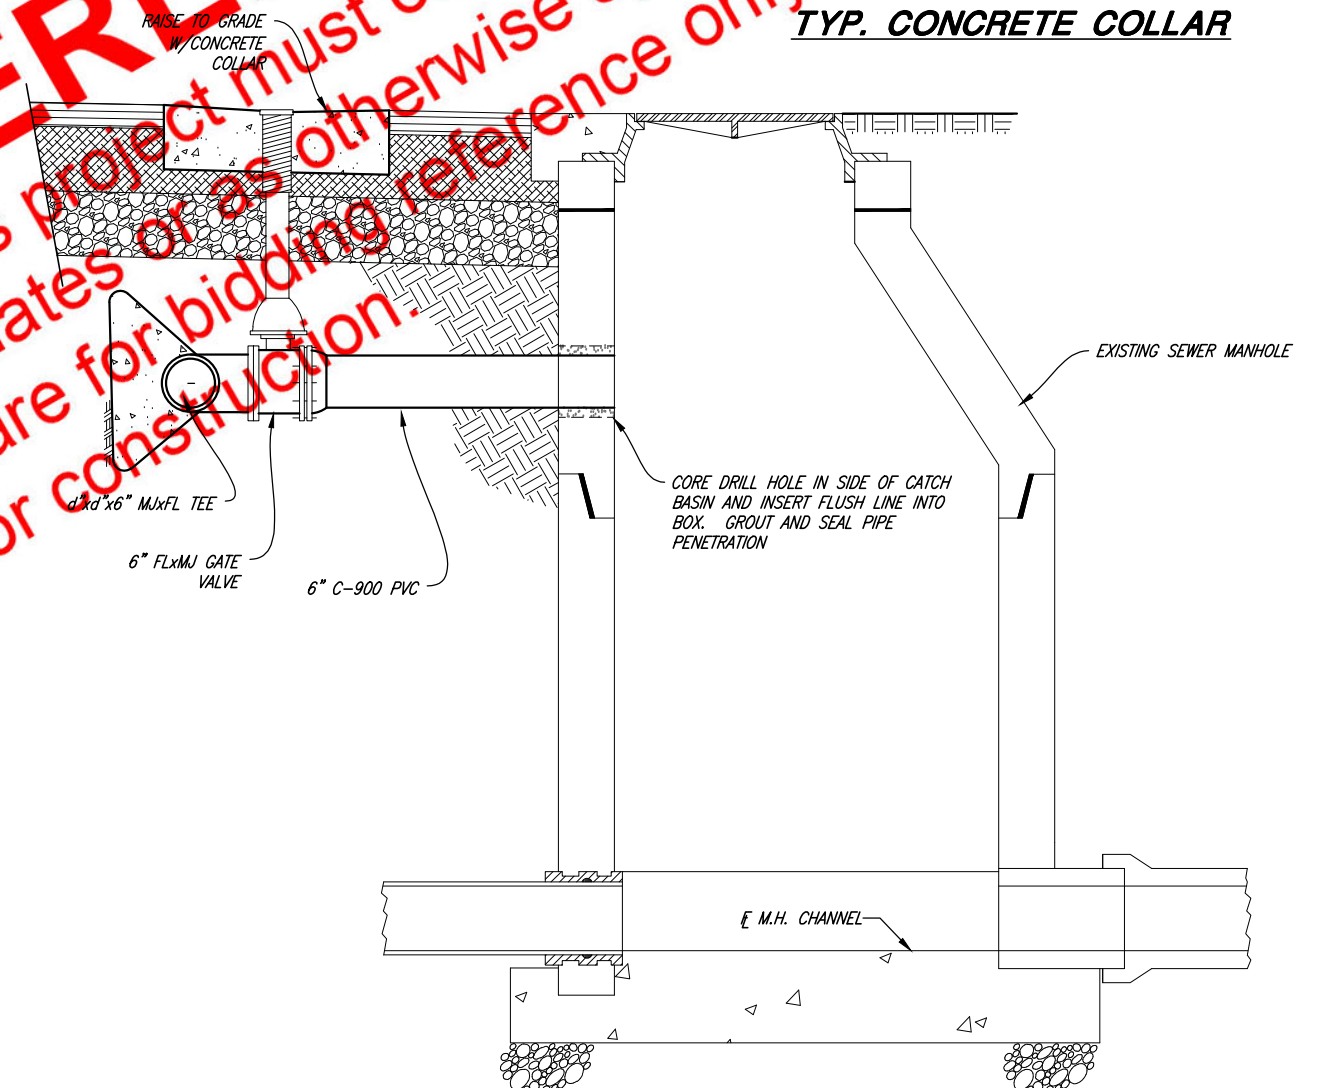 TYP. CONCRETE COLLAR
RAISE TO GRADE
W/CONCRETE
COLLAR
project must
or as otherwise
are for bidding reference only
or construction.
EXISTING SEWER MANHOLE
CORE DRILL HOLE IN SIDE OF CATCH
BASIN AND INSERT FLUSH LINE INTO
BOX. GROUT AND SEAL PIPE
PENETRATION
d"xd"x6" MJxFL TEE
6" FLxMJ GATE
VALVE
6" C-900 PVC
℄ M.H. CHANNEL